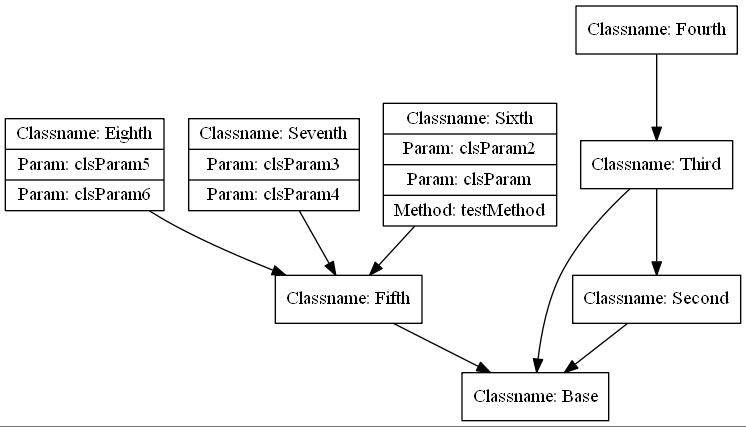 Classname: Fourth
Classname: Eighth
Param: clsParam5
Param: clsParam6
Classname: Seventh
Param: clsParam3
Param: clsParam4
Classname: Sixth
Param: clsParam2
Param: clsParam
Method: testMethod
Classname: Third
Classname: Fifth
Classname: Second
Classname: Base